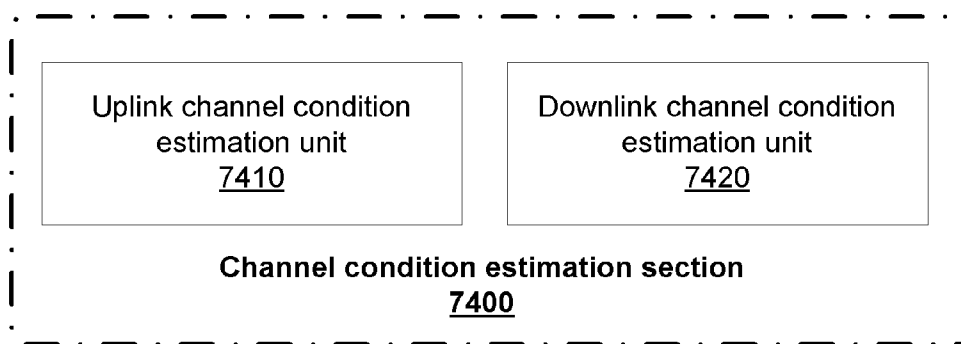 Uplink channel condition
estimation unit
7410
Downlink channel condition
estimation unit
7420
Channel condition estimation section
7400